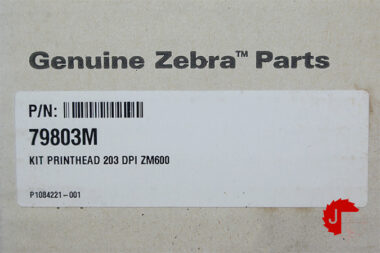 Genuine Zebra™ Parts
P/N:
79803M
KIT PRINTHEAD 203 DPI ZM600
P1084221-001
J